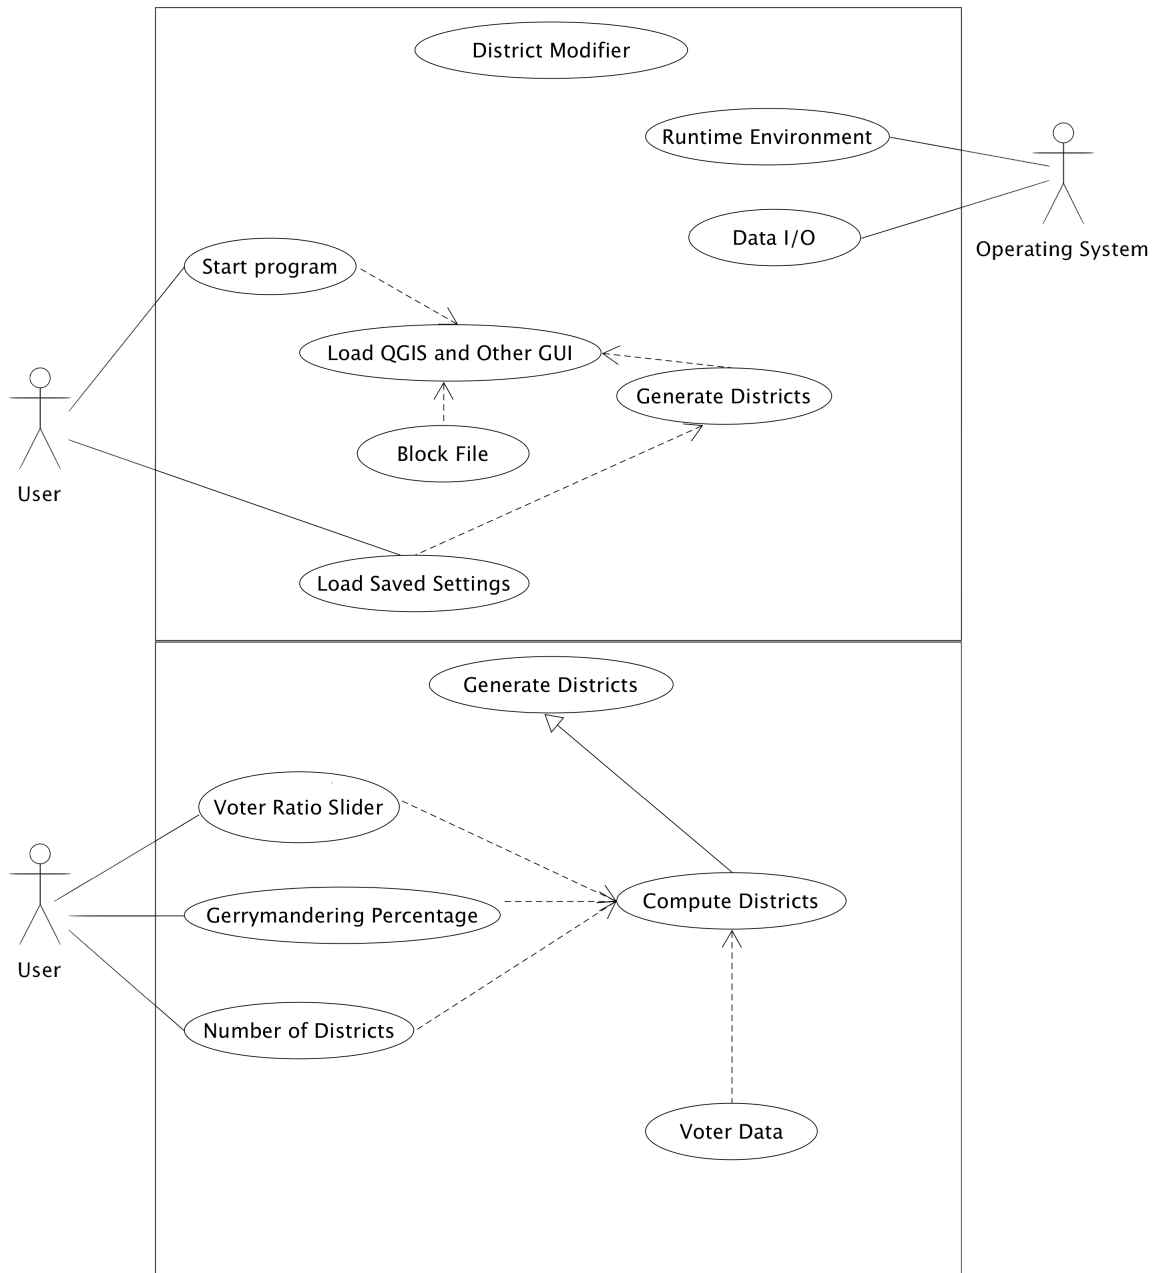 District Modifier
Runtime Environment
Data I/O
Operating System
Start program
Load QGIS and Other GUI
Generate Districts
Block File
User
Load Saved Settings
Generate Districts
Voter Ratio Slider
Compute Districts
Gerrymandering Percentage
User
Number of Districts
Voter Data